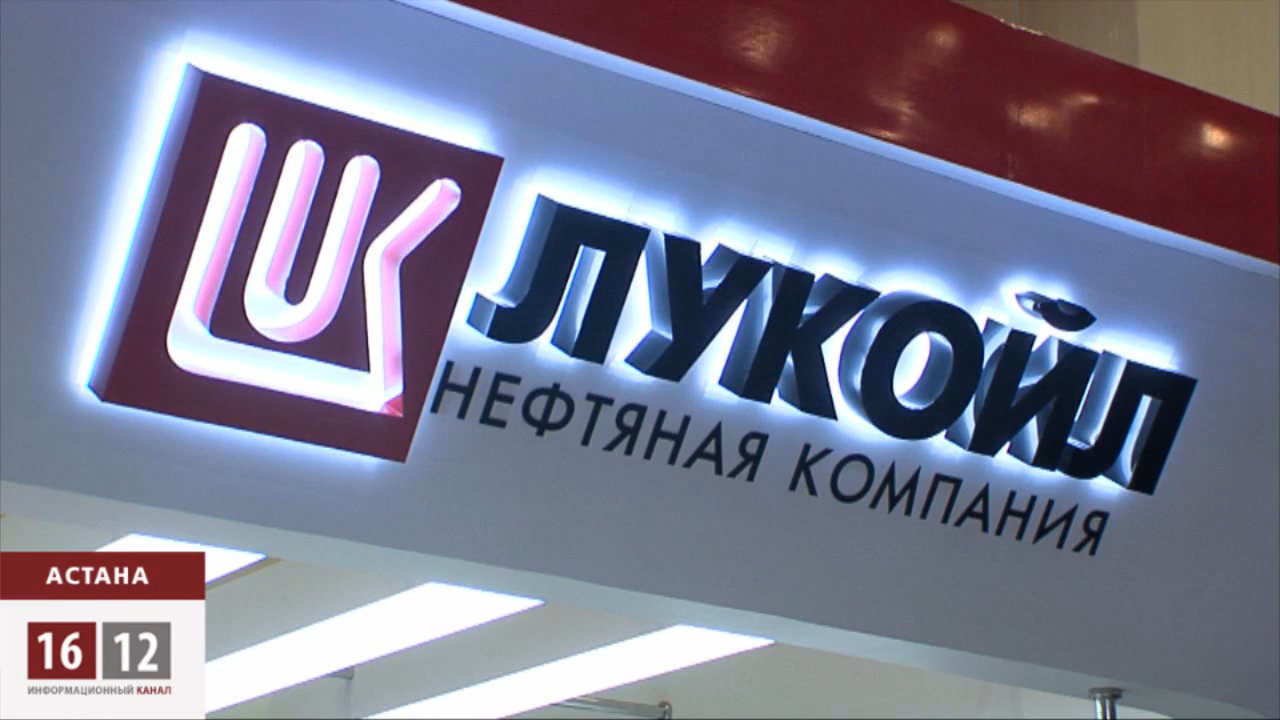 ЛУКОЙЛ
НЕФТЯНАЯ КОМПАНИЯ
АСТАНА
16 12
ИНФОРМАЦИОННЫЙ КАНАЛ